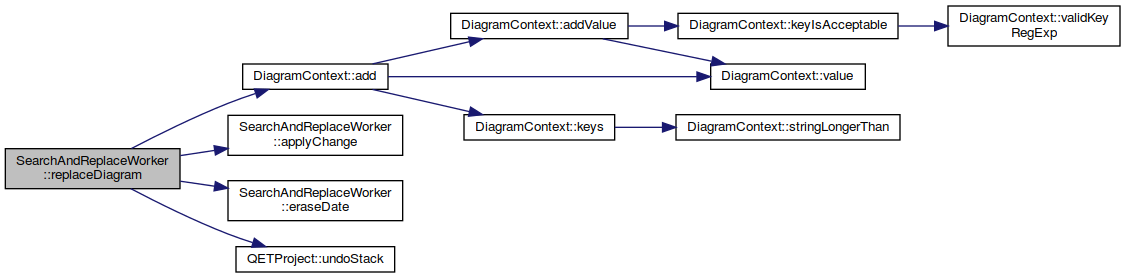 SearchAndReplaceWorker
::replaceDiagram
DiagramContext::add
DiagramContext::addValue
DiagramContext::keyIsAcceptable
DiagramContext::validKey
RegExp
DiagramContext::value
DiagramContext::keys
DiagramContext::stringLongerThan
SearchAndReplaceWorker
::applyChange
SearchAndReplaceWorker
::eraseDate
QETProject::undoStack